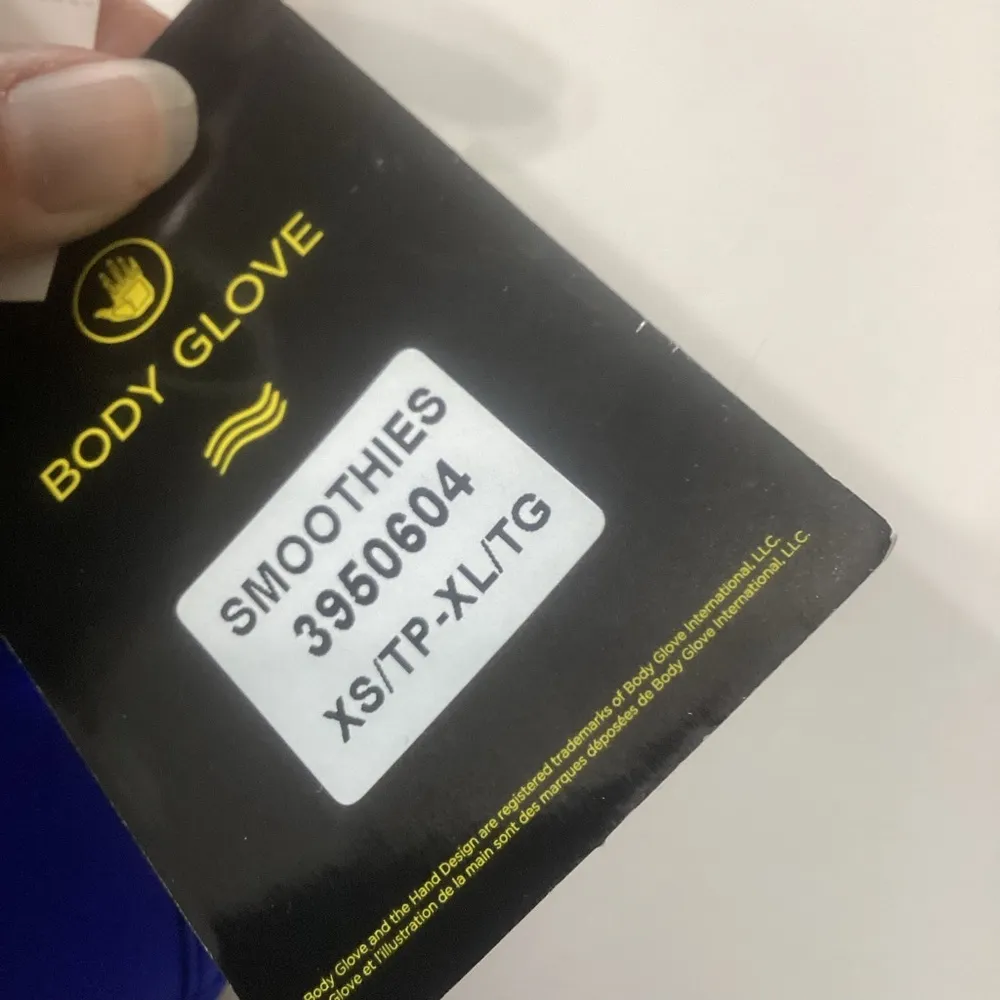 BODY GLOVE
SMOOTHIES
3950604
XS/TP-XL/TG
Body Glove and the Hand Design are registered trademarks of Body Glove International, LLC.
Glove et l'illustration de la main sont des marques déposées de Body Glove International, LLC.